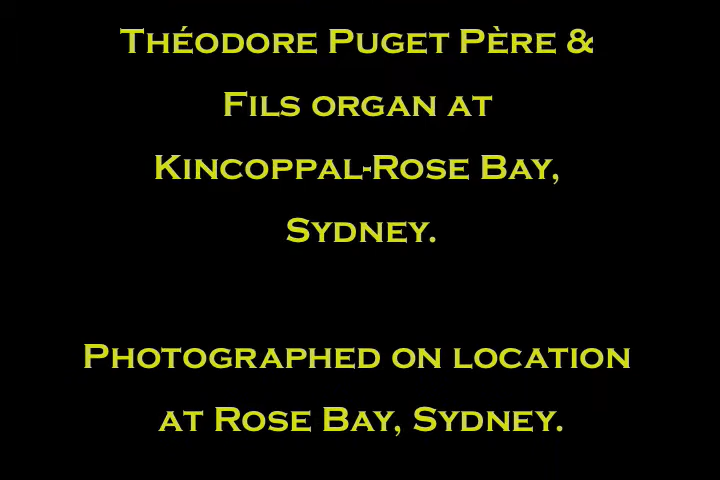 Théodore Puget Père &
Fils organ at
Kincoppal-Rose Bay,
Sydney.
Photographed on location
at Rose Bay, Sydney.